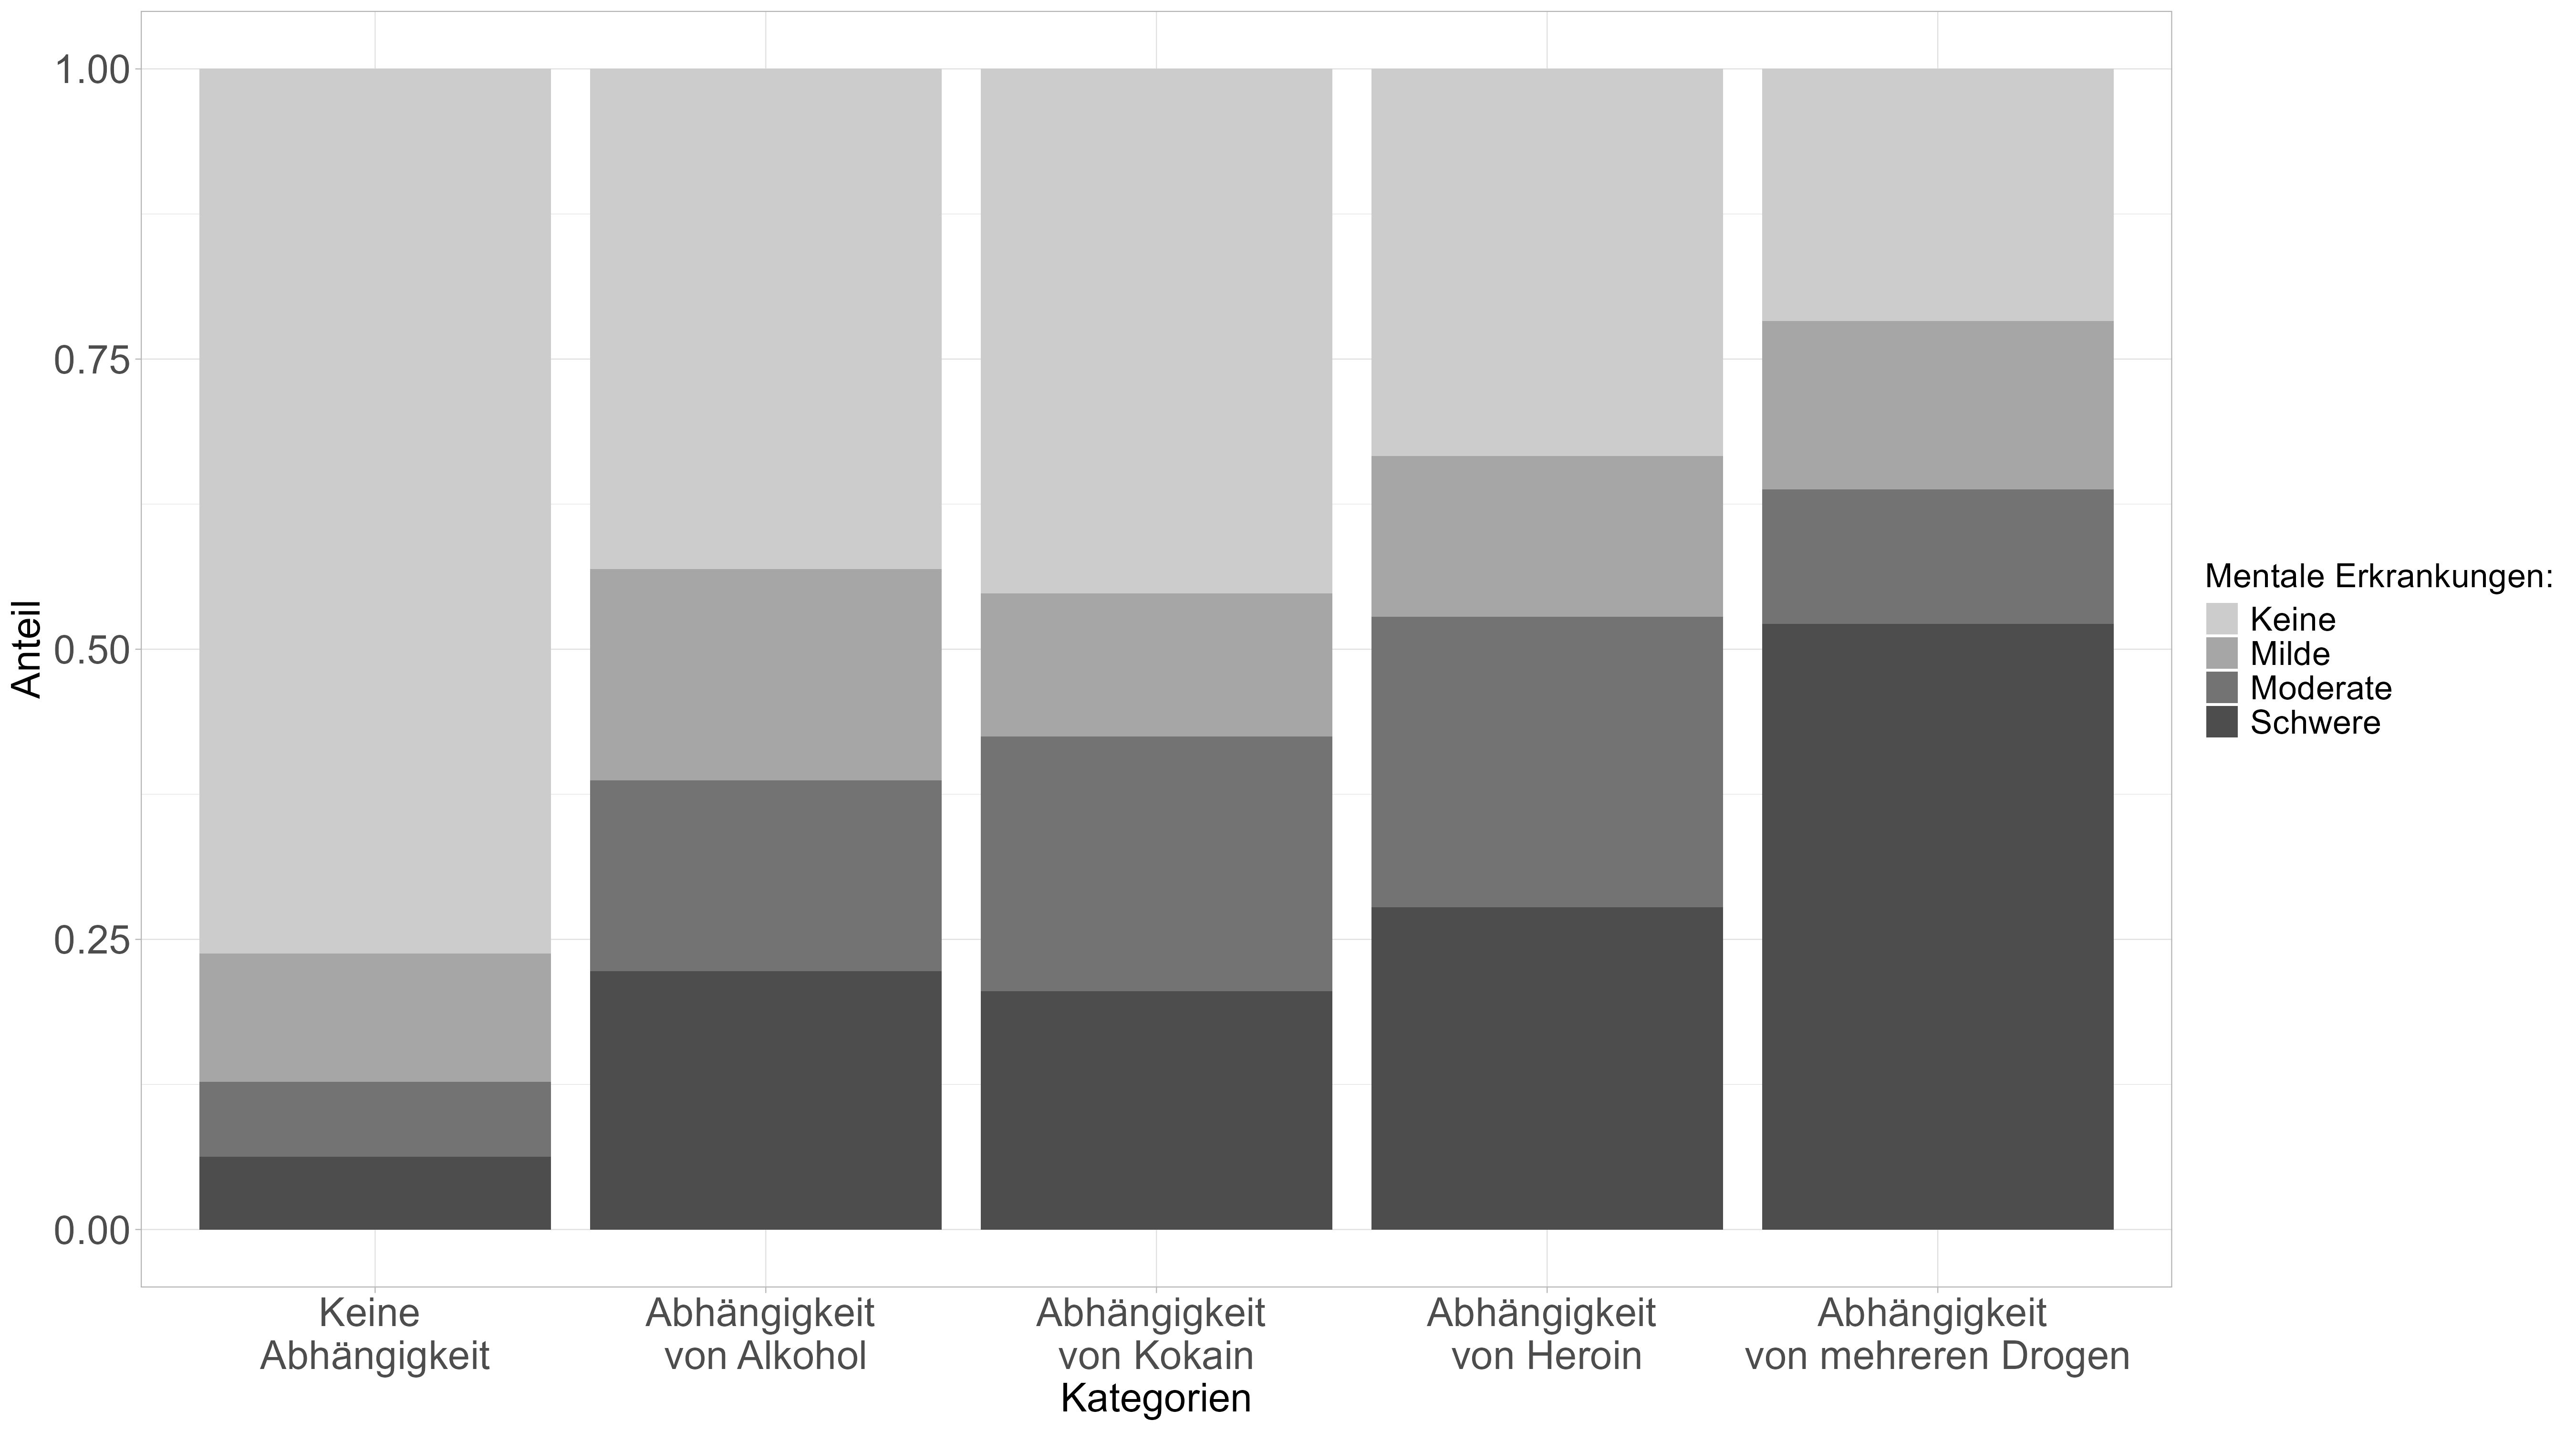 Anteil
1.00
0.75
0.50
0.25
0.00
Keine
Abhängigkeit
Abhängigkeit
von Alkohol
Abhängigkeit
von Kokain
Abhängigkeit
von Heroin
Abhängigkeit
von mehreren Drogen
Kategorien
Mentale Erkrankungen:
Keine
Milde
Moderate
Schwere